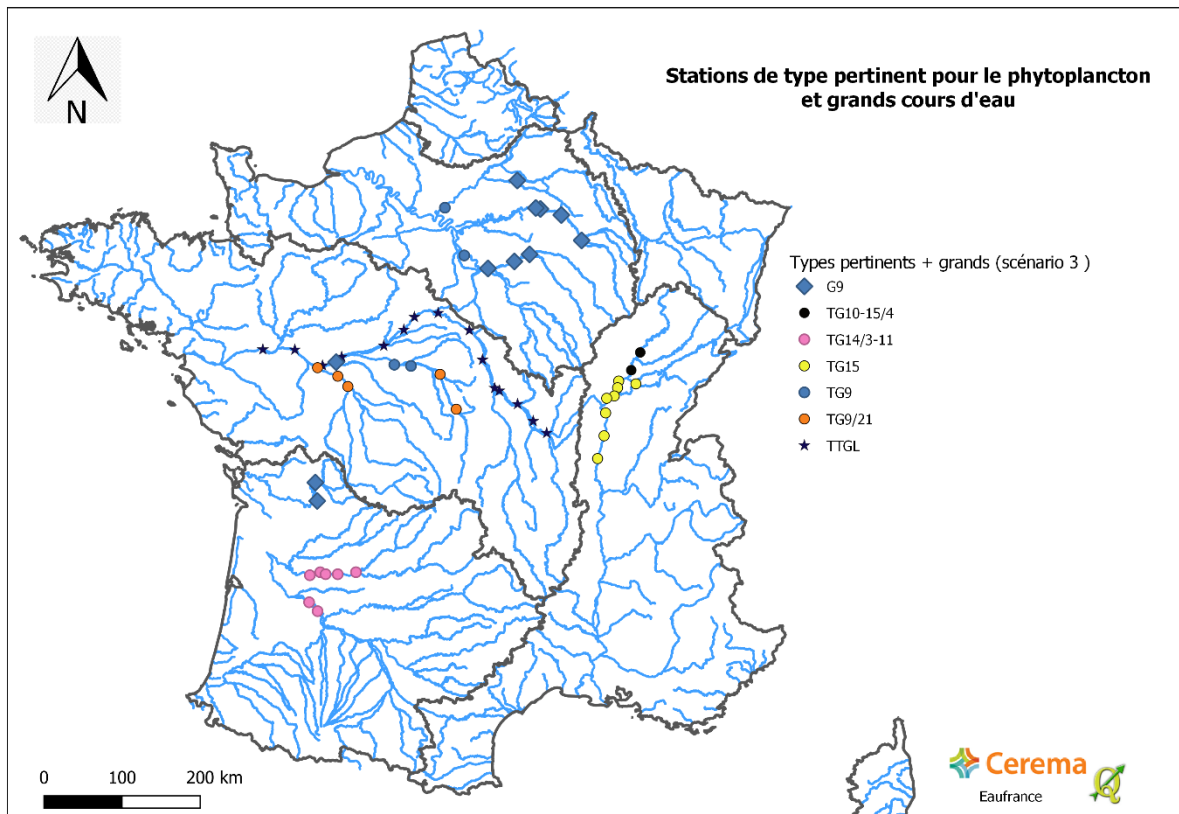 Stations de type pertinent pour le phytoplancton
et grands cours d'eau
N
Types pertinents + grands (scénario 3 )
G9
TG10-15/4
TG14/3-11
TG15
TG9
TG9/21
TTGL
0 100 200 km
Cerema
Eaufrance